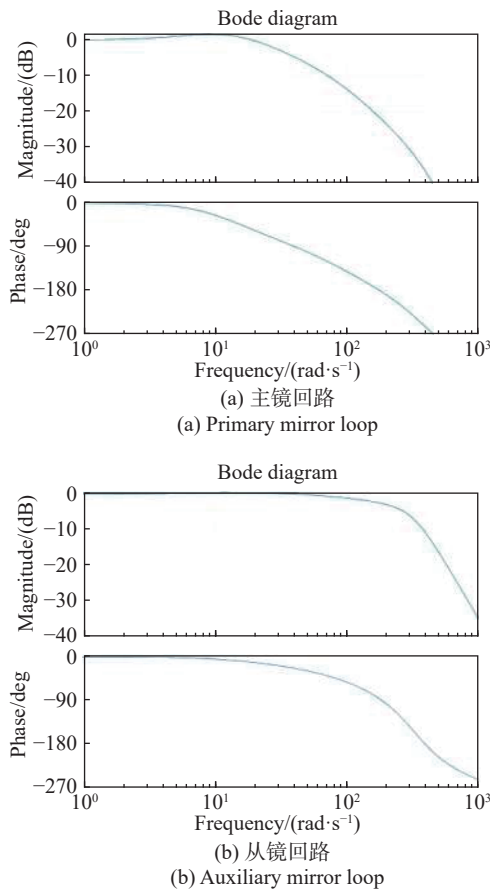 Bode diagram
Magnitude/(dB)
0
−10
−20
−30
−40
Phase/deg
0
−90
−180
−270
10⁰ 10¹ 10² 10³
Frequency/(rad·s⁻¹)
(a) 主镜回路
(a) Primary mirror loop
Bode diagram
Magnitude/(dB)
0
−10
−20
−30
−40
Phase/deg
0
−90
−180
−270
10⁰ 10¹ 10² 10³
Frequency/(rad·s⁻¹)
(b) 从镜回路
(b) Auxiliary mirror loop